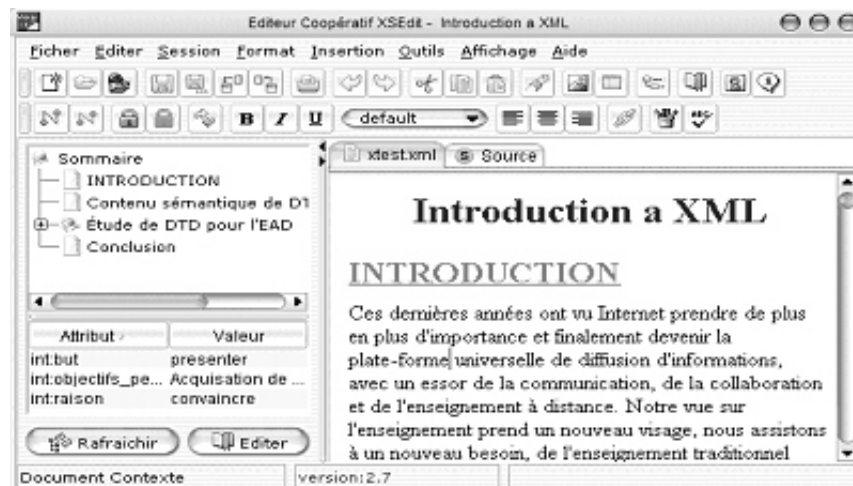 Editeur Coopératif XSEdit - Introduction a XML
Ficher Editer Session Format Insertion Outils Affichage Aide
B I U default
Sommaire
INTRODUCTION
Contenu sémantique de DT
Étude de DTD pour l'EAD
Conclusion
Attribut Valeur
int:but presenter
int:objectifs_pe... Acquisation de ...
int:raison convaincre
Rafraichir Editer
xtest.xml S Source
Introduction a XML
INTRODUCTION
Ces dernières années ont vu Internet prendre de plus
en plus d'importance et finalement devenir la
plate-forme universelle de diffusion d'informations,
avec un essor de la communication, de la collaboration
et de l'enseignement à distance. Notre vue sur
l'enseignement prend un nouveau visage, nous assistons
à un nouveau besoin, de l'enseignement traditionnel
Document Contexte version:2.7